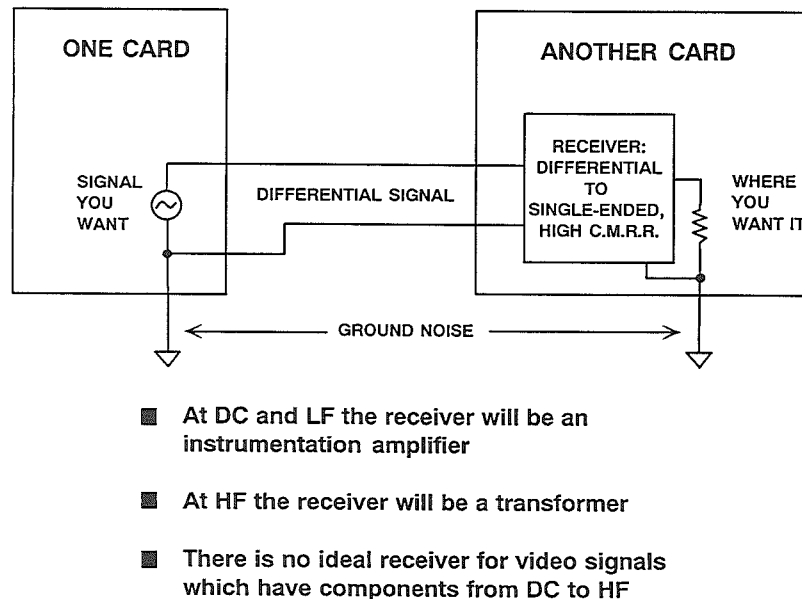 ONE CARD
ANOTHER CARD
SIGNAL
YOU
WANT
DIFFERENTIAL SIGNAL
RECEIVER:
DIFFERENTIAL
TO
SINGLE-ENDED,
HIGH C.M.R.R.
WHERE
YOU
WANT IT
GROUND NOISE
■ At DC and LF the receiver will be an
instrumentation amplifier
■ At HF the receiver will be a transformer
■ There is no ideal receiver for video signals
which have components from DC to HF